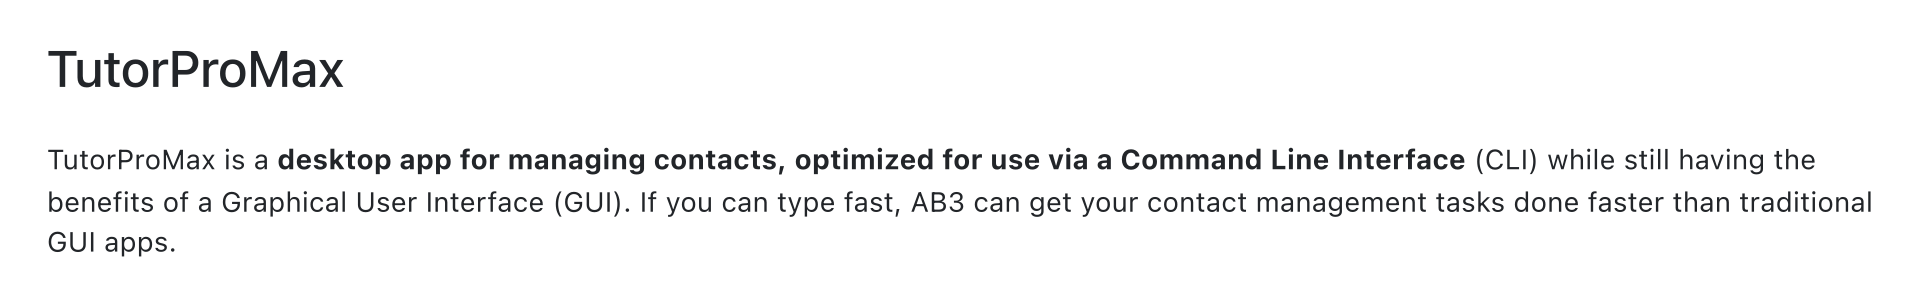 TutorProMax
TutorProMax is a desktop app for managing contacts, optimized for use via a Command Line Interface (CLI) while still having the
benefits of a Graphical User Interface (GUI). If you can type fast, AB3 can get your contact management tasks done faster than traditional
GUI apps.